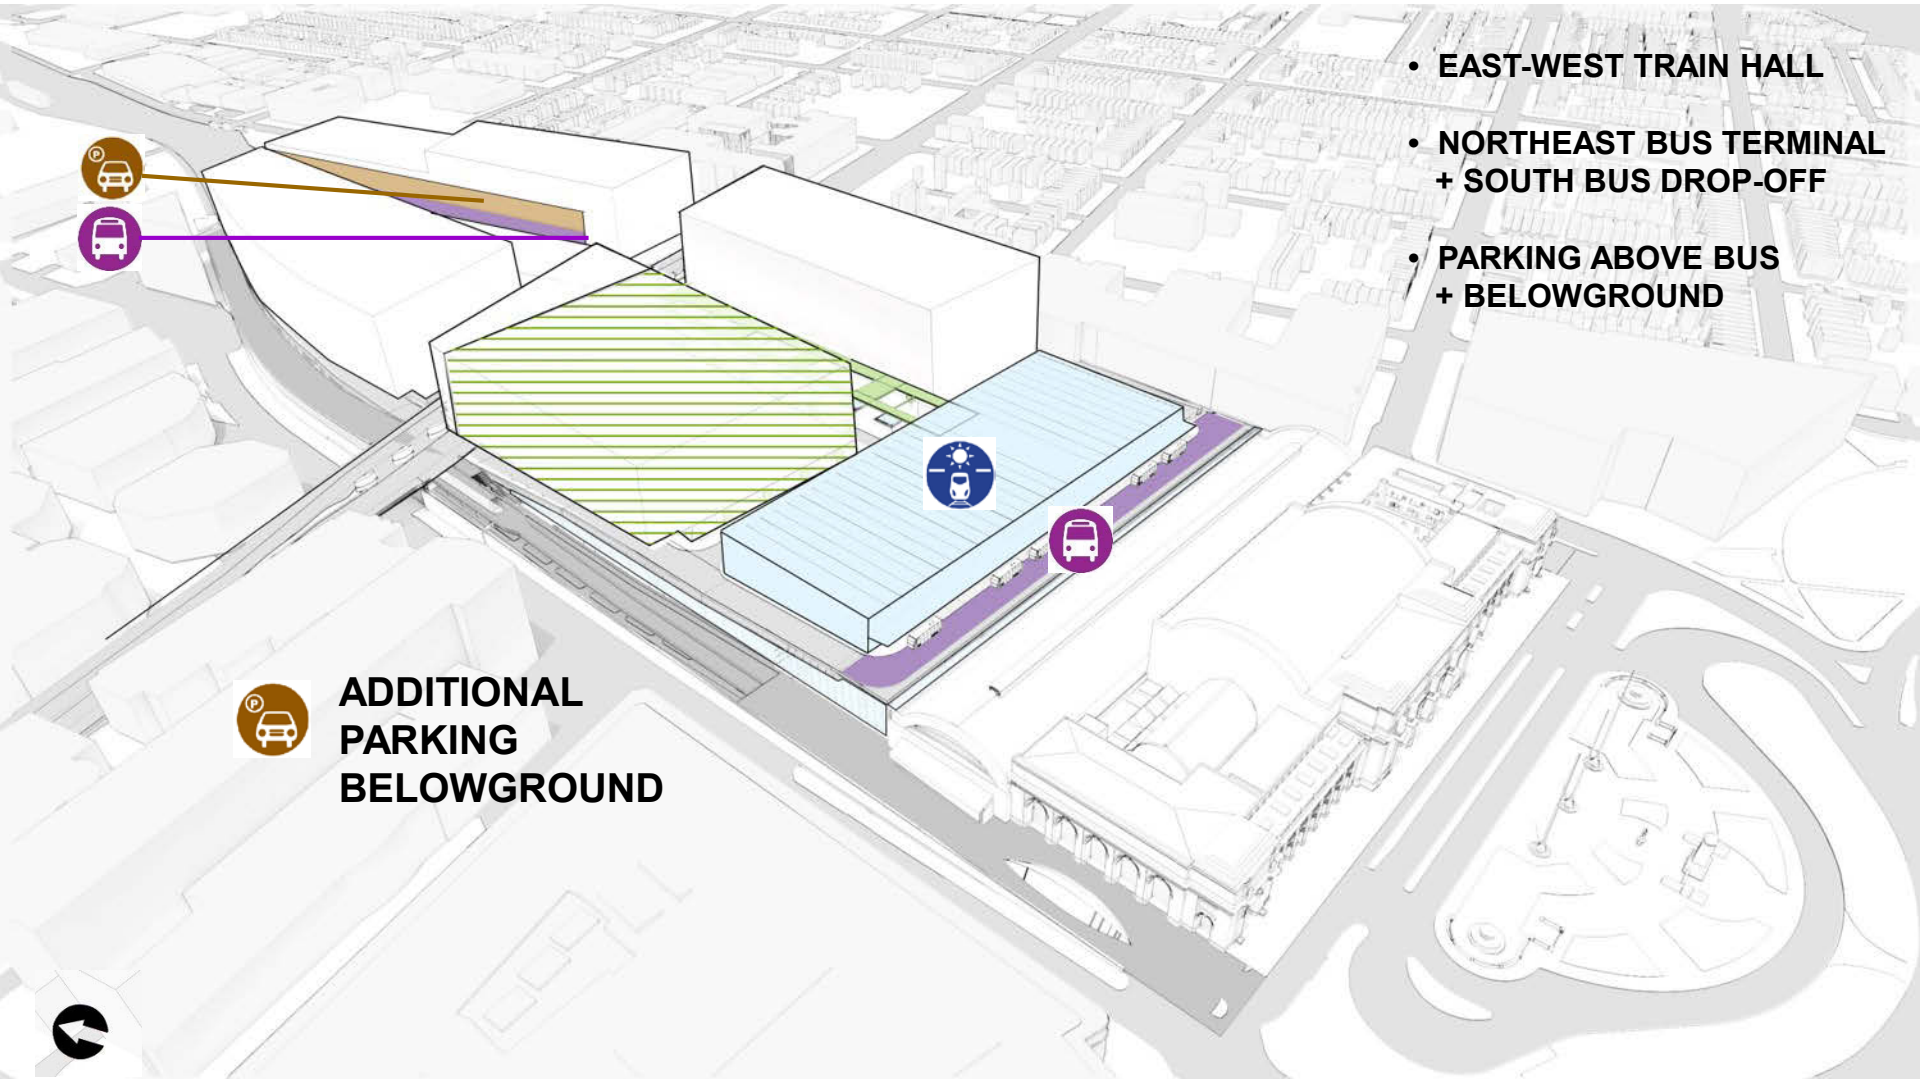 • EAST-WEST TRAIN HALL
• NORTHEAST BUS TERMINAL
+ SOUTH BUS DROP-OFF
• PARKING ABOVE BUS
+ BELOWGROUND
P
P
ADDITIONAL
PARKING
BELOWGROUND